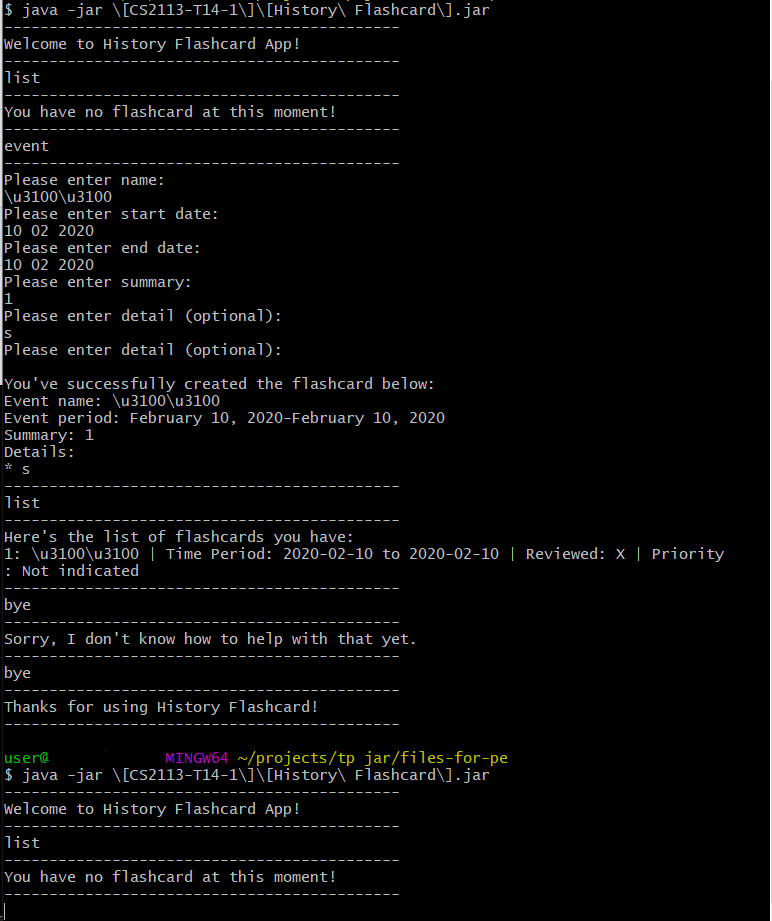 $ java -jar \[CS2113-T14-1\]\[History\ Flashcard\].jar
--------------------------------------------
Welcome to History Flashcard App!
--------------------------------------------
list
--------------------------------------------
You have no flashcard at this moment!
--------------------------------------------
event
--------------------------------------------
Please enter name:
\u3100\u3100
Please enter start date:
10 02 2020
Please enter end date:
10 02 2020
Please enter summary:
1
Please enter detail (optional):
s
Please enter detail (optional):

You've successfully created the flashcard below:
Event name: \u3100\u3100
Event period: February 10, 2020-February 10, 2020
Summary: 1
Details:
* s
--------------------------------------------
list
--------------------------------------------
Here's the list of flashcards you have:
1: \u3100\u3100 | Time Period: 2020-02-10 to 2020-02-10 | Reviewed: X | Priority
: Not indicated
--------------------------------------------
bye
--------------------------------------------
Sorry, I don't know how to help with that yet.
--------------------------------------------
bye
--------------------------------------------
Thanks for using History Flashcard!
--------------------------------------------

user@ MINGW64 ~/projects/tp jar/files-for-pe
$ java -jar \[CS2113-T14-1\]\[History\ Flashcard\].jar
--------------------------------------------
Welcome to History Flashcard App!
--------------------------------------------
list
--------------------------------------------
You have no flashcard at this moment!
--------------------------------------------